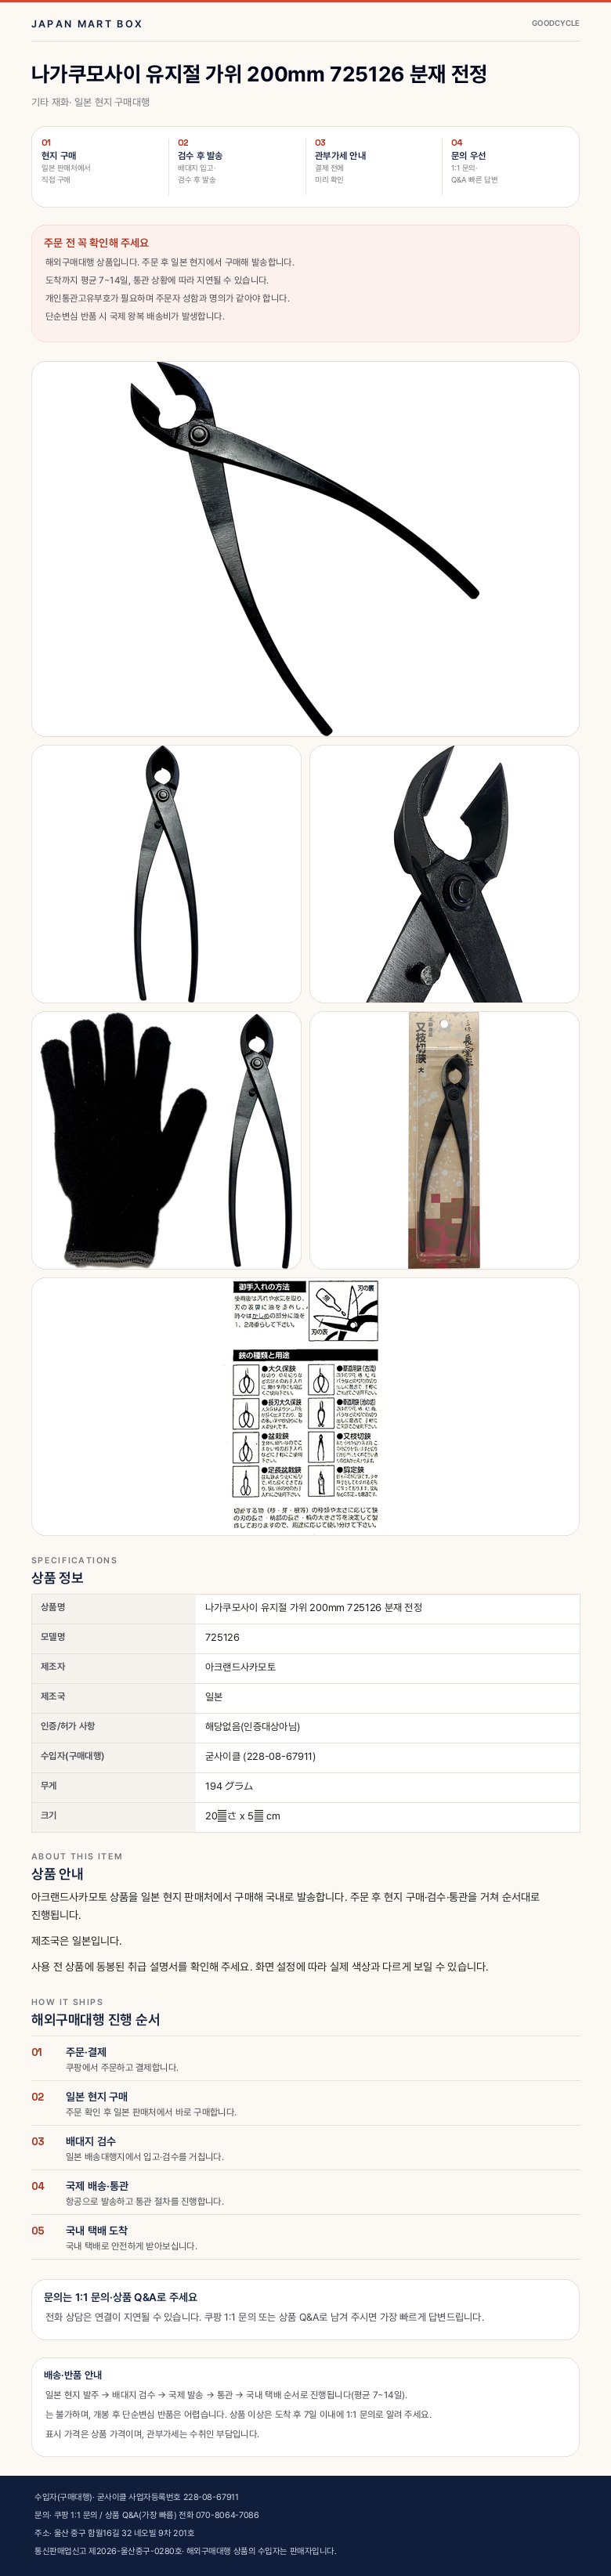 JAPAN MART BOX
GOODCYCLE
나가쿠모사이 유지절 가위 200mm 725126 분재 전정
기타 재화· 일본 현지 구매대행
01
현지 구매
일본 판매처에서
직접 구매
02
검수 후 발송
배대지 입고·
검수 후 발송
03
관부가세 안내
결제 전에
미리 확인
04
문의 우선
1:1 문의·
Q&A 빠른 답변
주문 전 꼭 확인해 주세요
해외구매대행 상품입니다. 주문 후 일본 현지에서 구매해 발송합니다.
도착까지 평균 7~14일, 통관 상황에 따라 지연될 수 있습니다.
개인통관고유부호가 필요하며 주문자 성함과 명의가 같아야 합니다.
단순변심 반품 시 국제 왕복 배송비가 발생합니다.
又枝切鋏 大
御手入れの方法
刃の裏
刃の表
鋏の種類と用途
●大久保鋏
●長刃大久保鋏
●盆栽鋏
●又枝切鋏
●足長盆栽鋏
●剪定鋏
SPECIFICATIONS
상품 정보
상품명 나가쿠모사이 유지절 가위 200mm 725126 분재 전정
모델명 725126
제조자 아크랜드사카모토
제조국 일본
인증/허가 사항 해당없음(인증대상아님)
수입자(구매대행) 굳사이클 (228-08-67911)
무게 194 グラム
크기 20 さ x 5 cm
ABOUT THIS ITEM
상품 안내
아크랜드사카모토 상품을 일본 현지 판매처에서 구매해 국내로 발송합니다. 주문 후 현지 구매·검수·통관을 거쳐 순서대로
진행됩니다.
제조국은 일본입니다.
사용 전 상품에 동봉된 취급 설명서를 확인해 주세요. 화면 설정에 따라 실제 색상과 다르게 보일 수 있습니다.
HOW IT SHIPS
해외구매대행 진행 순서
01 주문·결제
쿠팡에서 주문하고 결제합니다.
02 일본 현지 구매
주문 확인 후 일본 판매처에서 바로 구매합니다.
03 배대지 검수
일본 배송대행지에서 입고·검수를 거칩니다.
04 국제 배송·통관
항공으로 발송하고 통관 절차를 진행합니다.
05 국내 택배 도착
국내 택배로 안전하게 받아보십니다.
문의는 1:1 문의·상품 Q&A로 주세요
전화 상담은 연결이 지연될 수 있습니다. 쿠팡 1:1 문의 또는 상품 Q&A로 남겨 주시면 가장 빠르게 답변드립니다.
배송·반품 안내
일본 현지 발주 → 배대지 검수 → 국제 발송 → 통관 → 국내 택배 순서로 진행됩니다(평균 7~14일).
는 불가하며, 개봉 후 단순변심 반품은 어렵습니다. 상품 이상은 도착 후 7일 이내에 1:1 문의로 알려 주세요.
표시 가격은 상품 가격이며, 관부가세는 수취인 부담입니다.
수입자(구매대행)· 굳사이클 사업자등록번호 228-08-67911
문의· 쿠팡 1:1 문의 / 상품 Q&A(가장 빠름) 전화 070-8064-7086
주소· 울산 중구 함월16길 32 네오빌 9차 201호
통신판매업신고 제2026-울산중구-0280호· 해외구매대행 상품의 수입자는 판매자입니다.